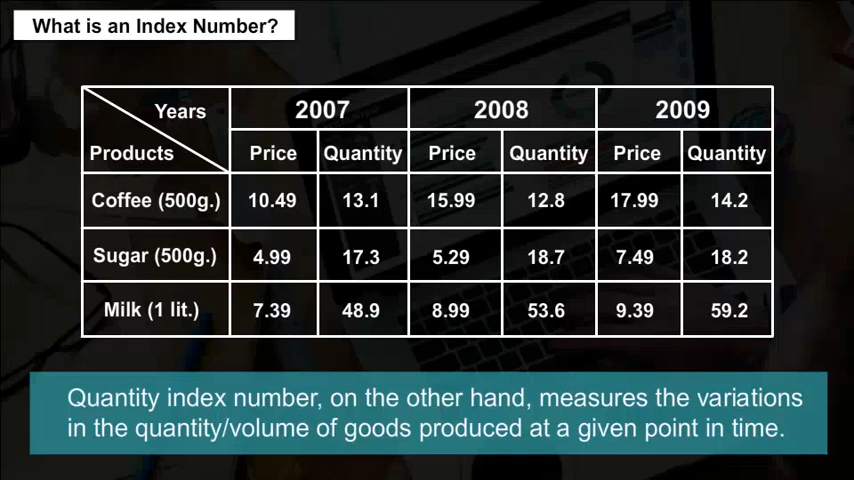 What is an Index Number?
Years 2007 2008 2009
Products Price Quantity Price Quantity Price Quantity
Coffee (500g.) 10.49 13.1 15.99 12.8 17.99 14.2
Sugar (500g.) 4.99 17.3 5.29 18.7 7.49 18.2
Milk (1 lit.) 7.39 48.9 8.99 53.6 9.39 59.2
Quantity index number, on the other hand, measures the variations
in the quantity/volume of goods produced at a given point in time.